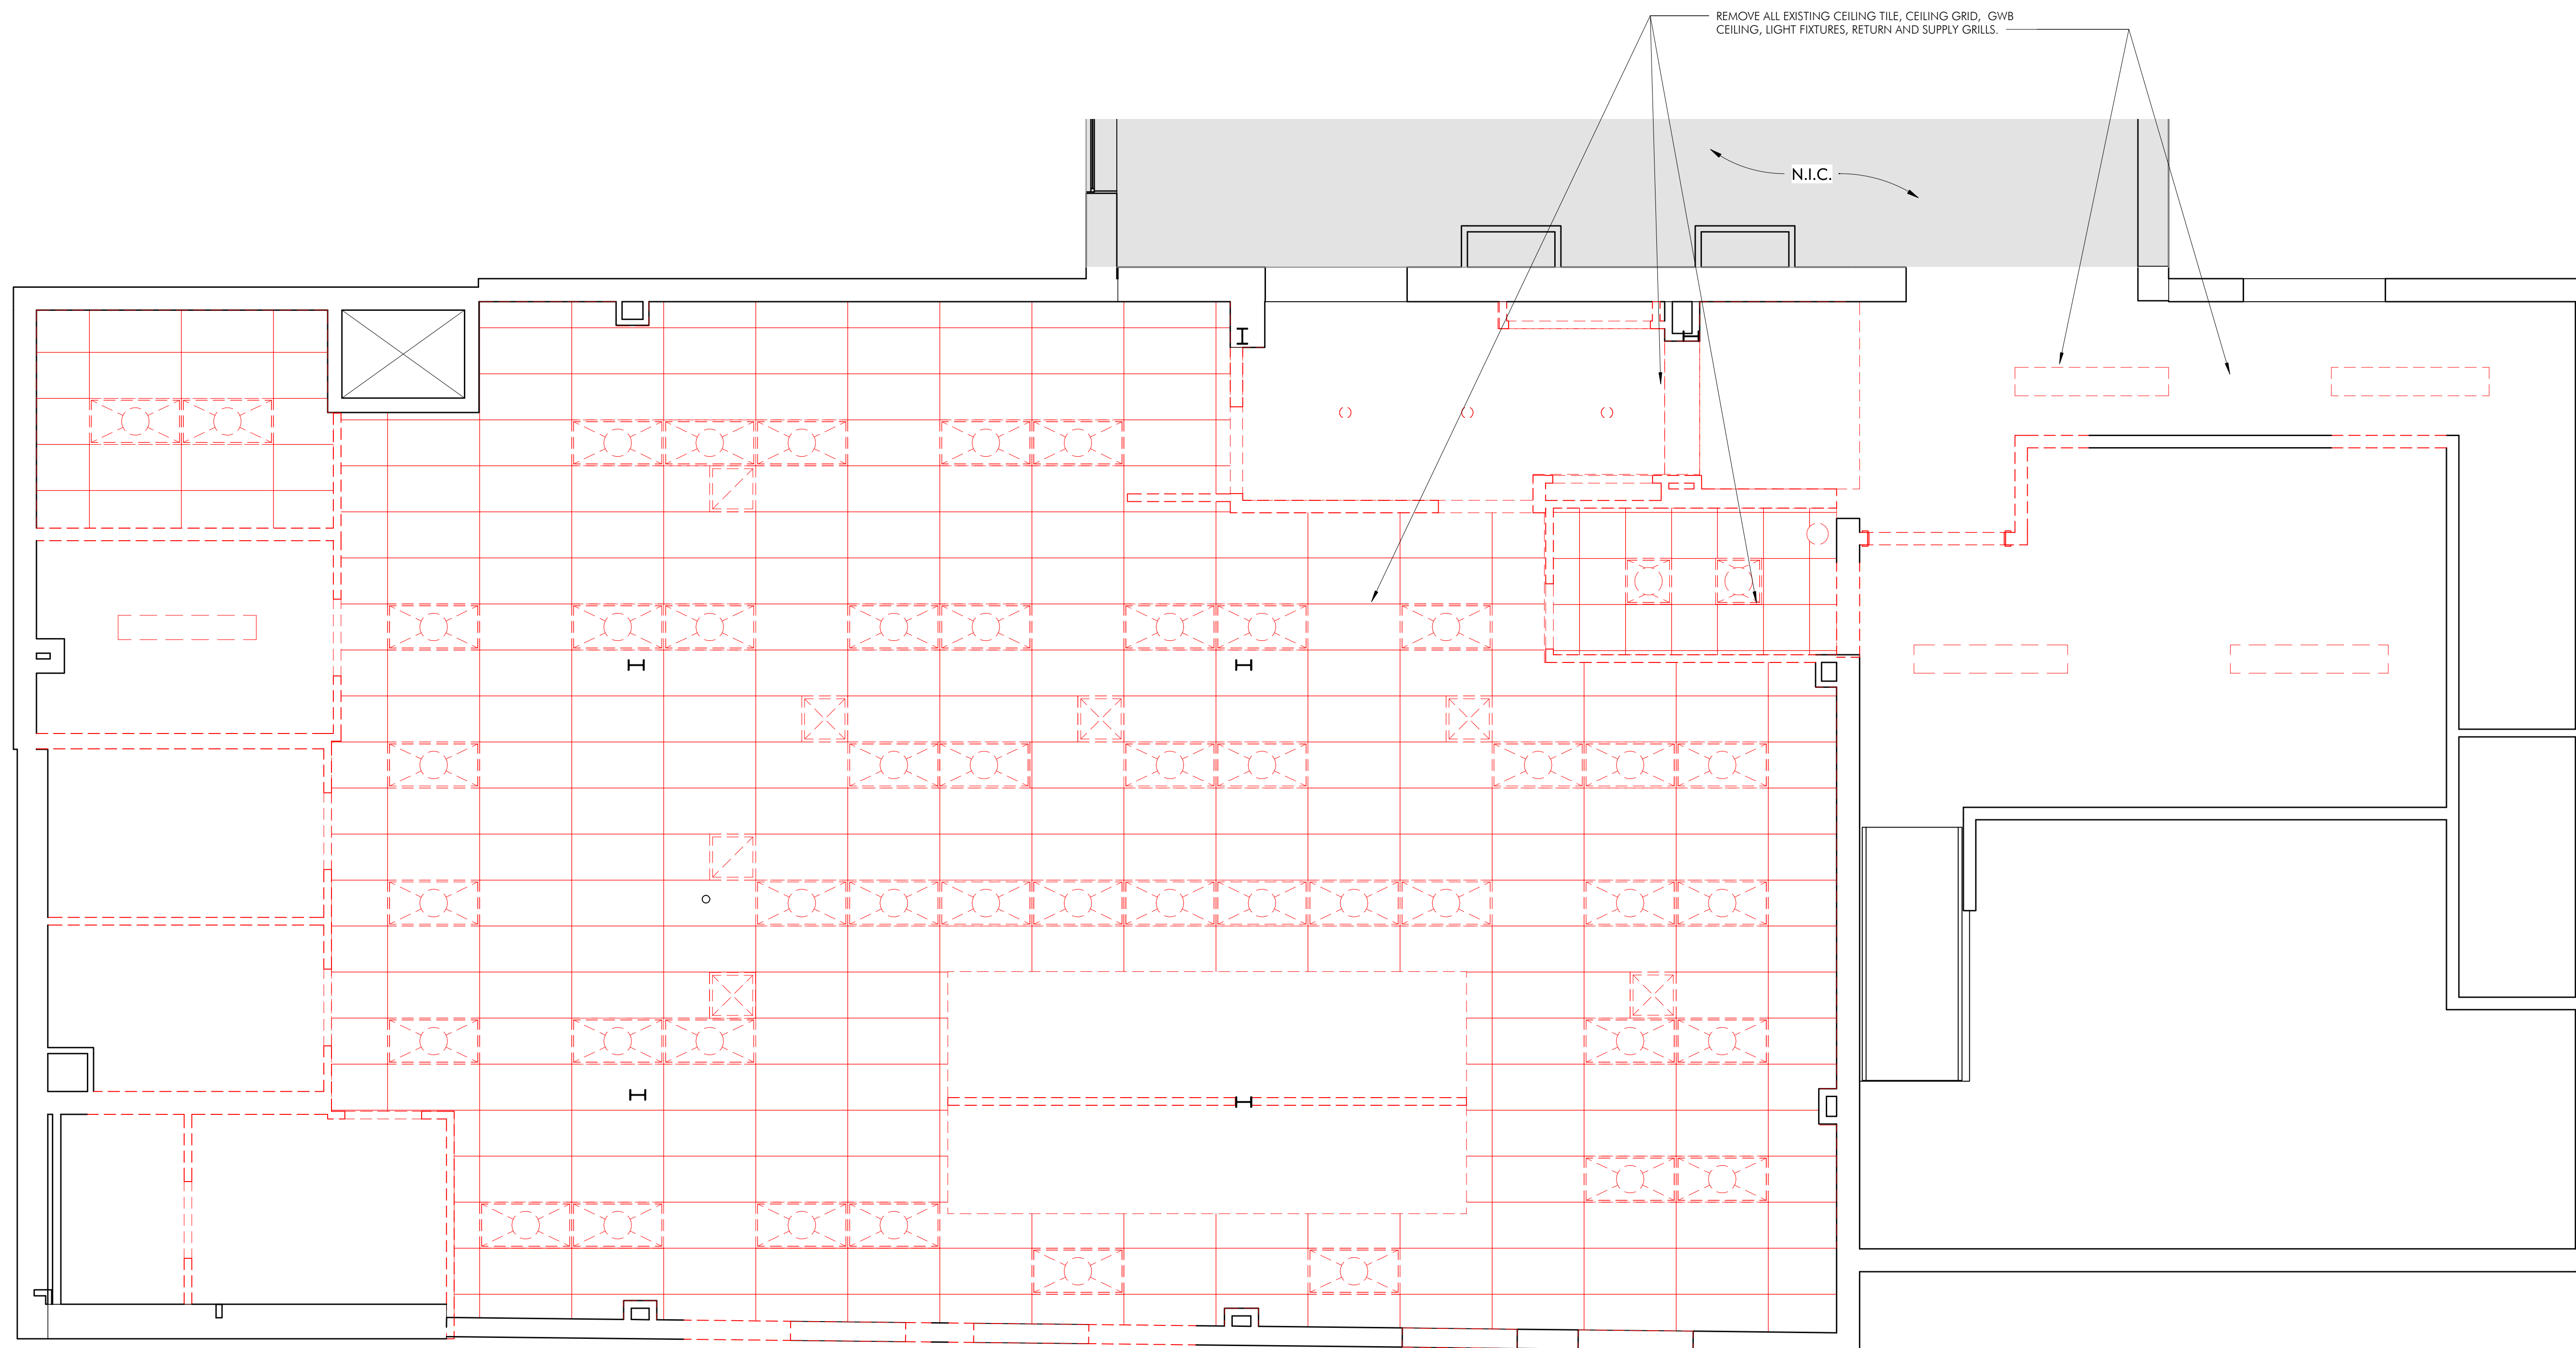 REMOVE ALL EXISTING CEILING TILE, CEILING GRID, GWB
CEILING, LIGHT FIXTURES, RETURN AND SUPPLY GRILLS.
N.I.C.